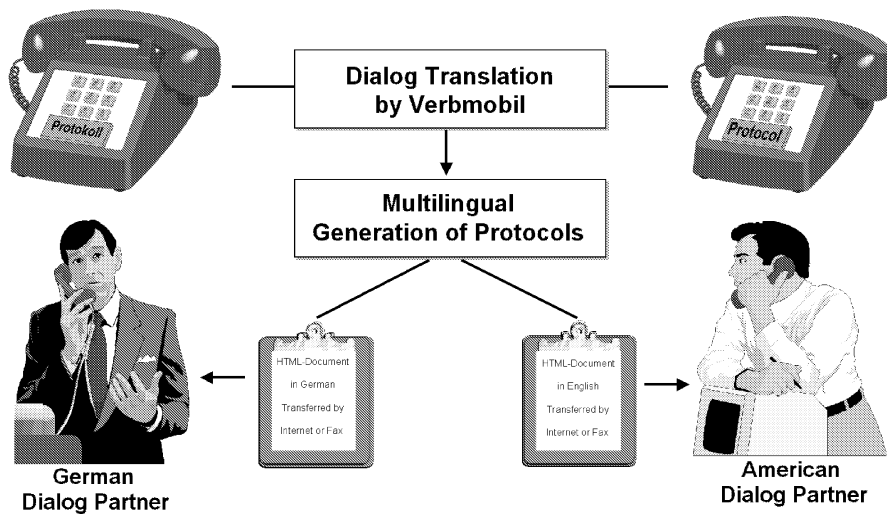 Dialog Translation
by Verbmobil
Protokoll
Protocol
Multilingual
Generation of Protocols
HTML-Document
in German
Transferred by
Internet or Fax
HTML-Document
in English
Transferred by
Internet or Fax
German
Dialog Partner
American
Dialog Partner